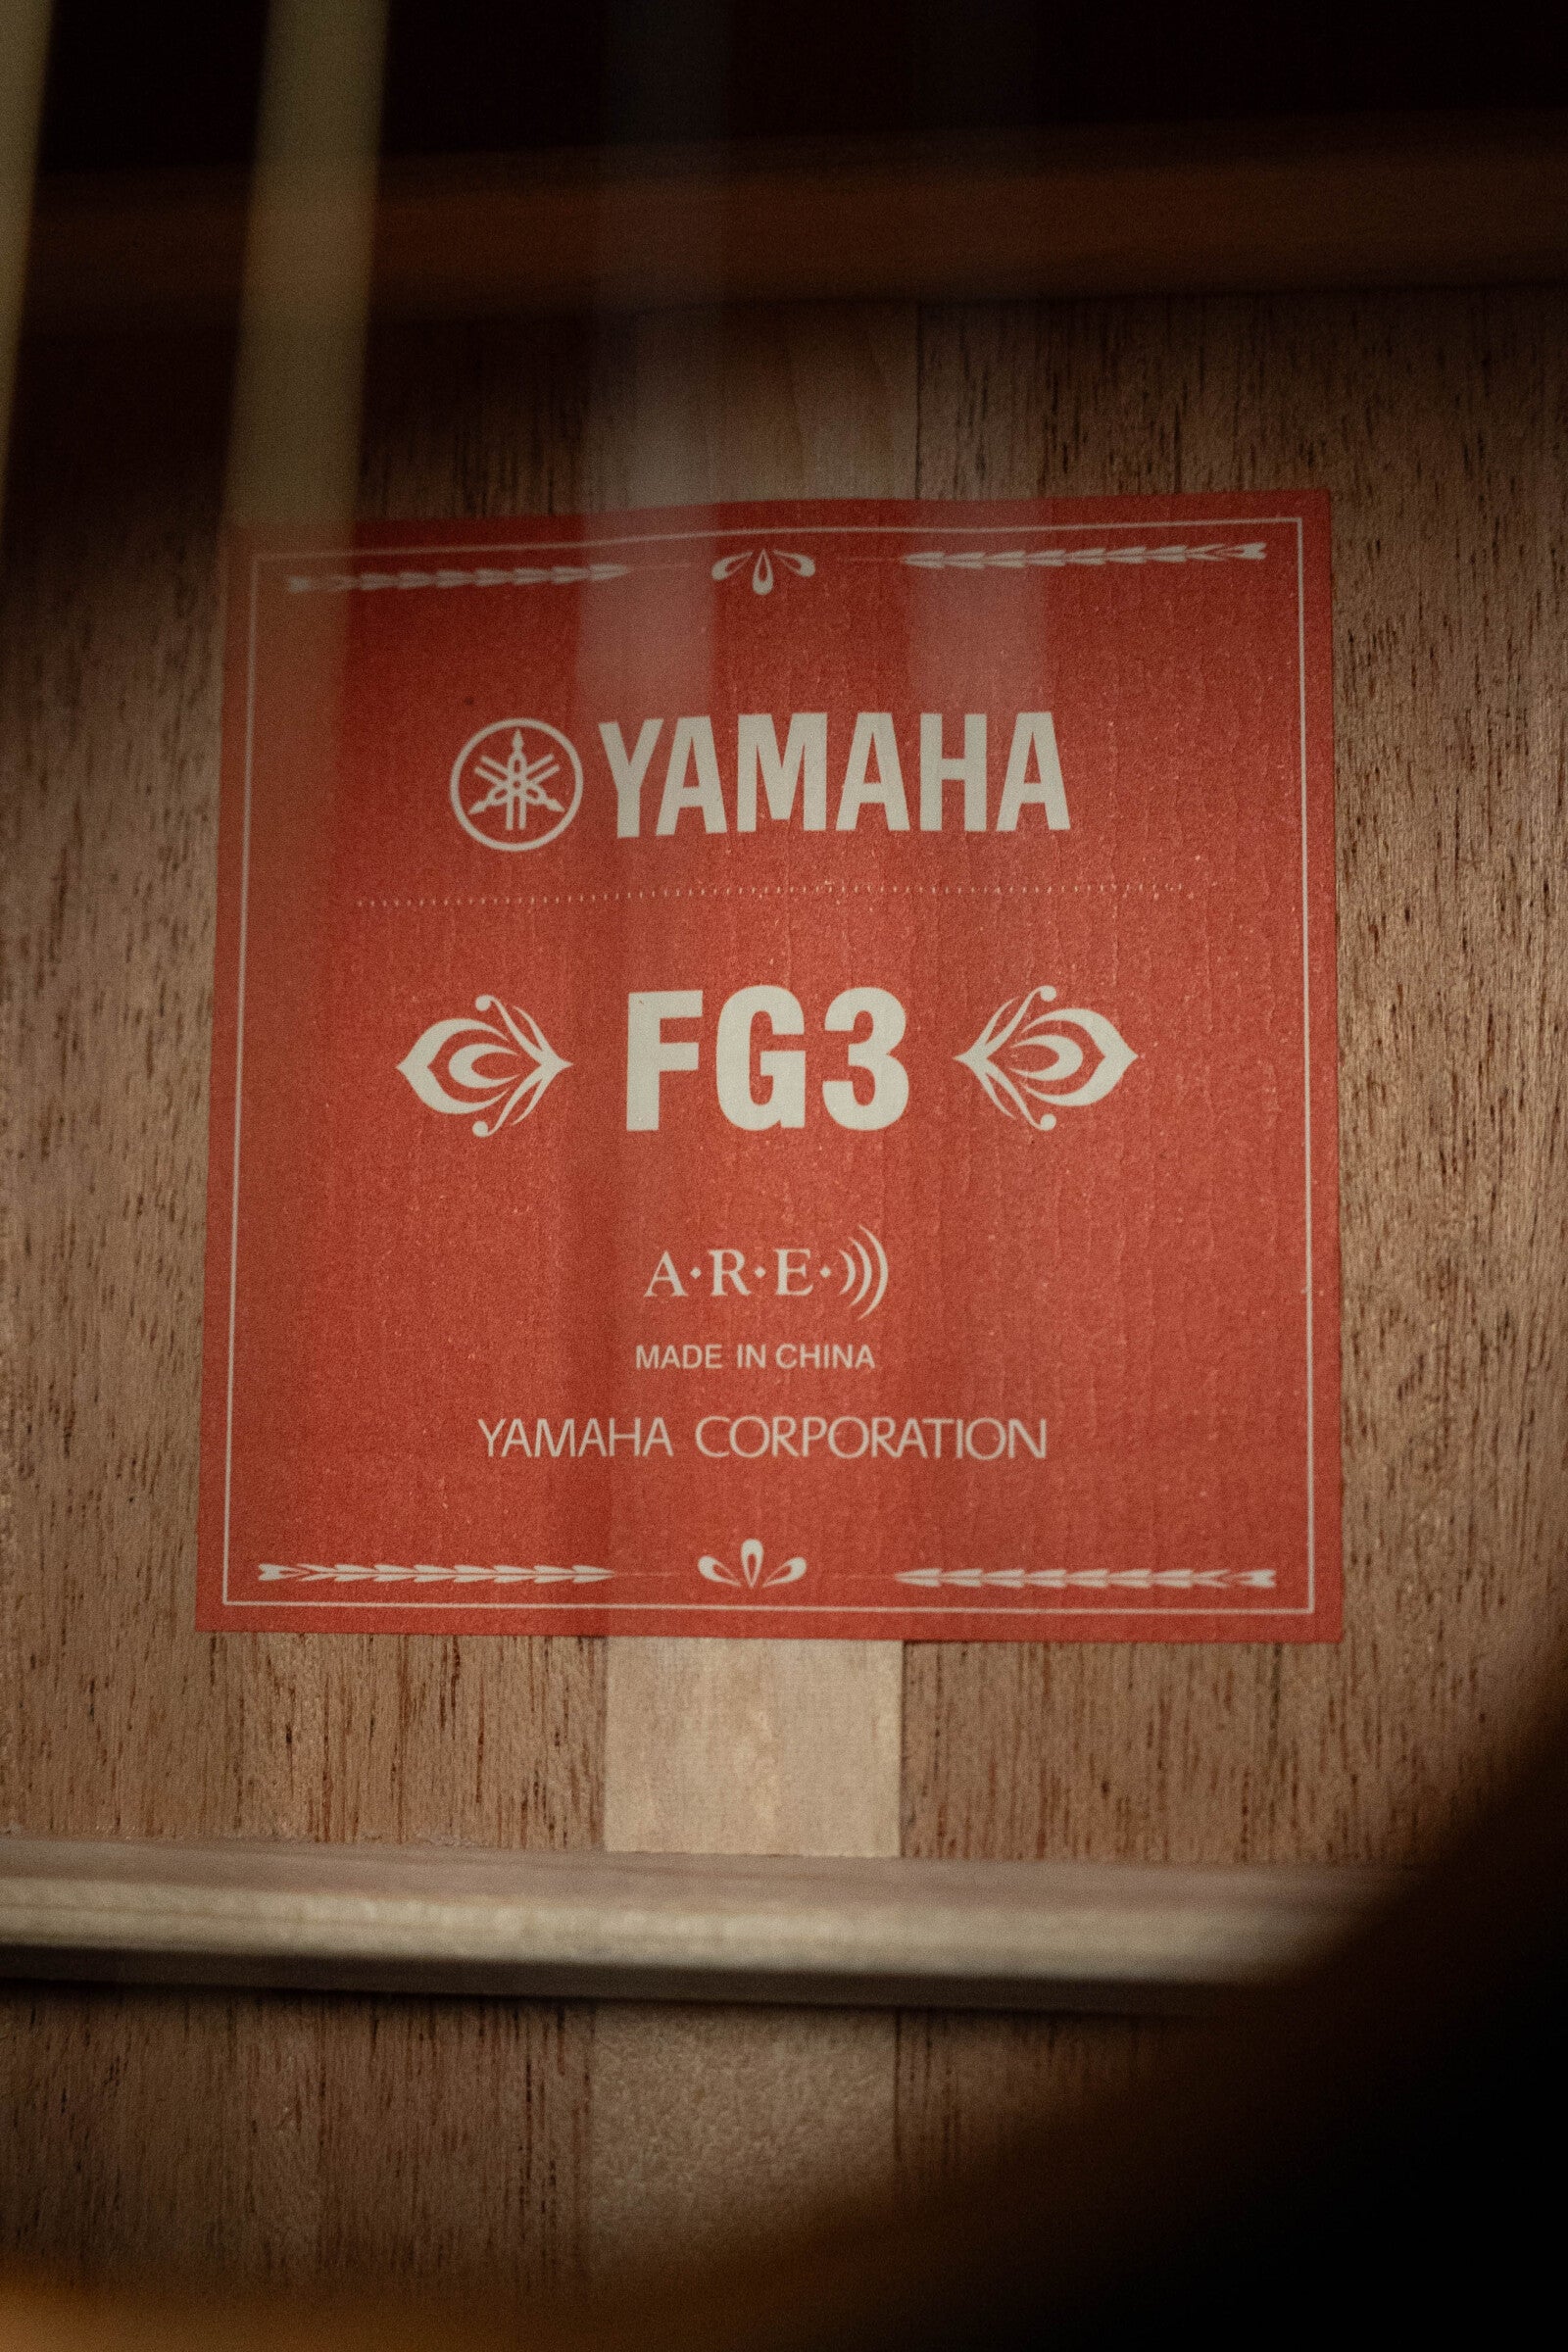 YAMAHA
FG3
A·R·E·
MADE IN CHINA
YAMAHA CORPORATION